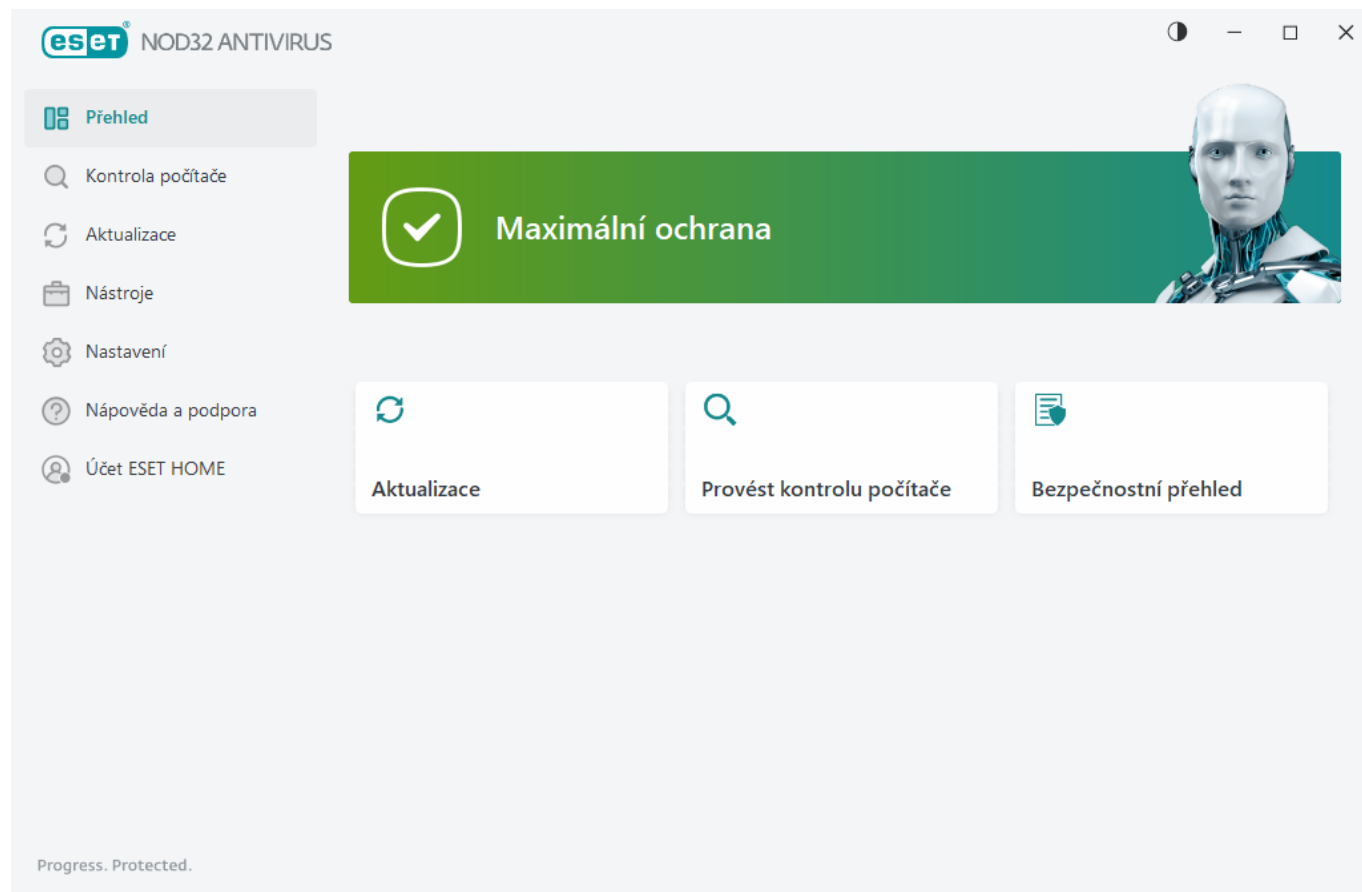 eseT® NOD32 ANTIVIRUS
Přehled
Kontrola počítače
Aktualizace
Nástroje
Nastavení
Nápověda a podpora
Účet ESET HOME
Maximální ochrana
Aktualizace
Provést kontrolu počítače
Bezpečnostní přehled
Progress. Protected.